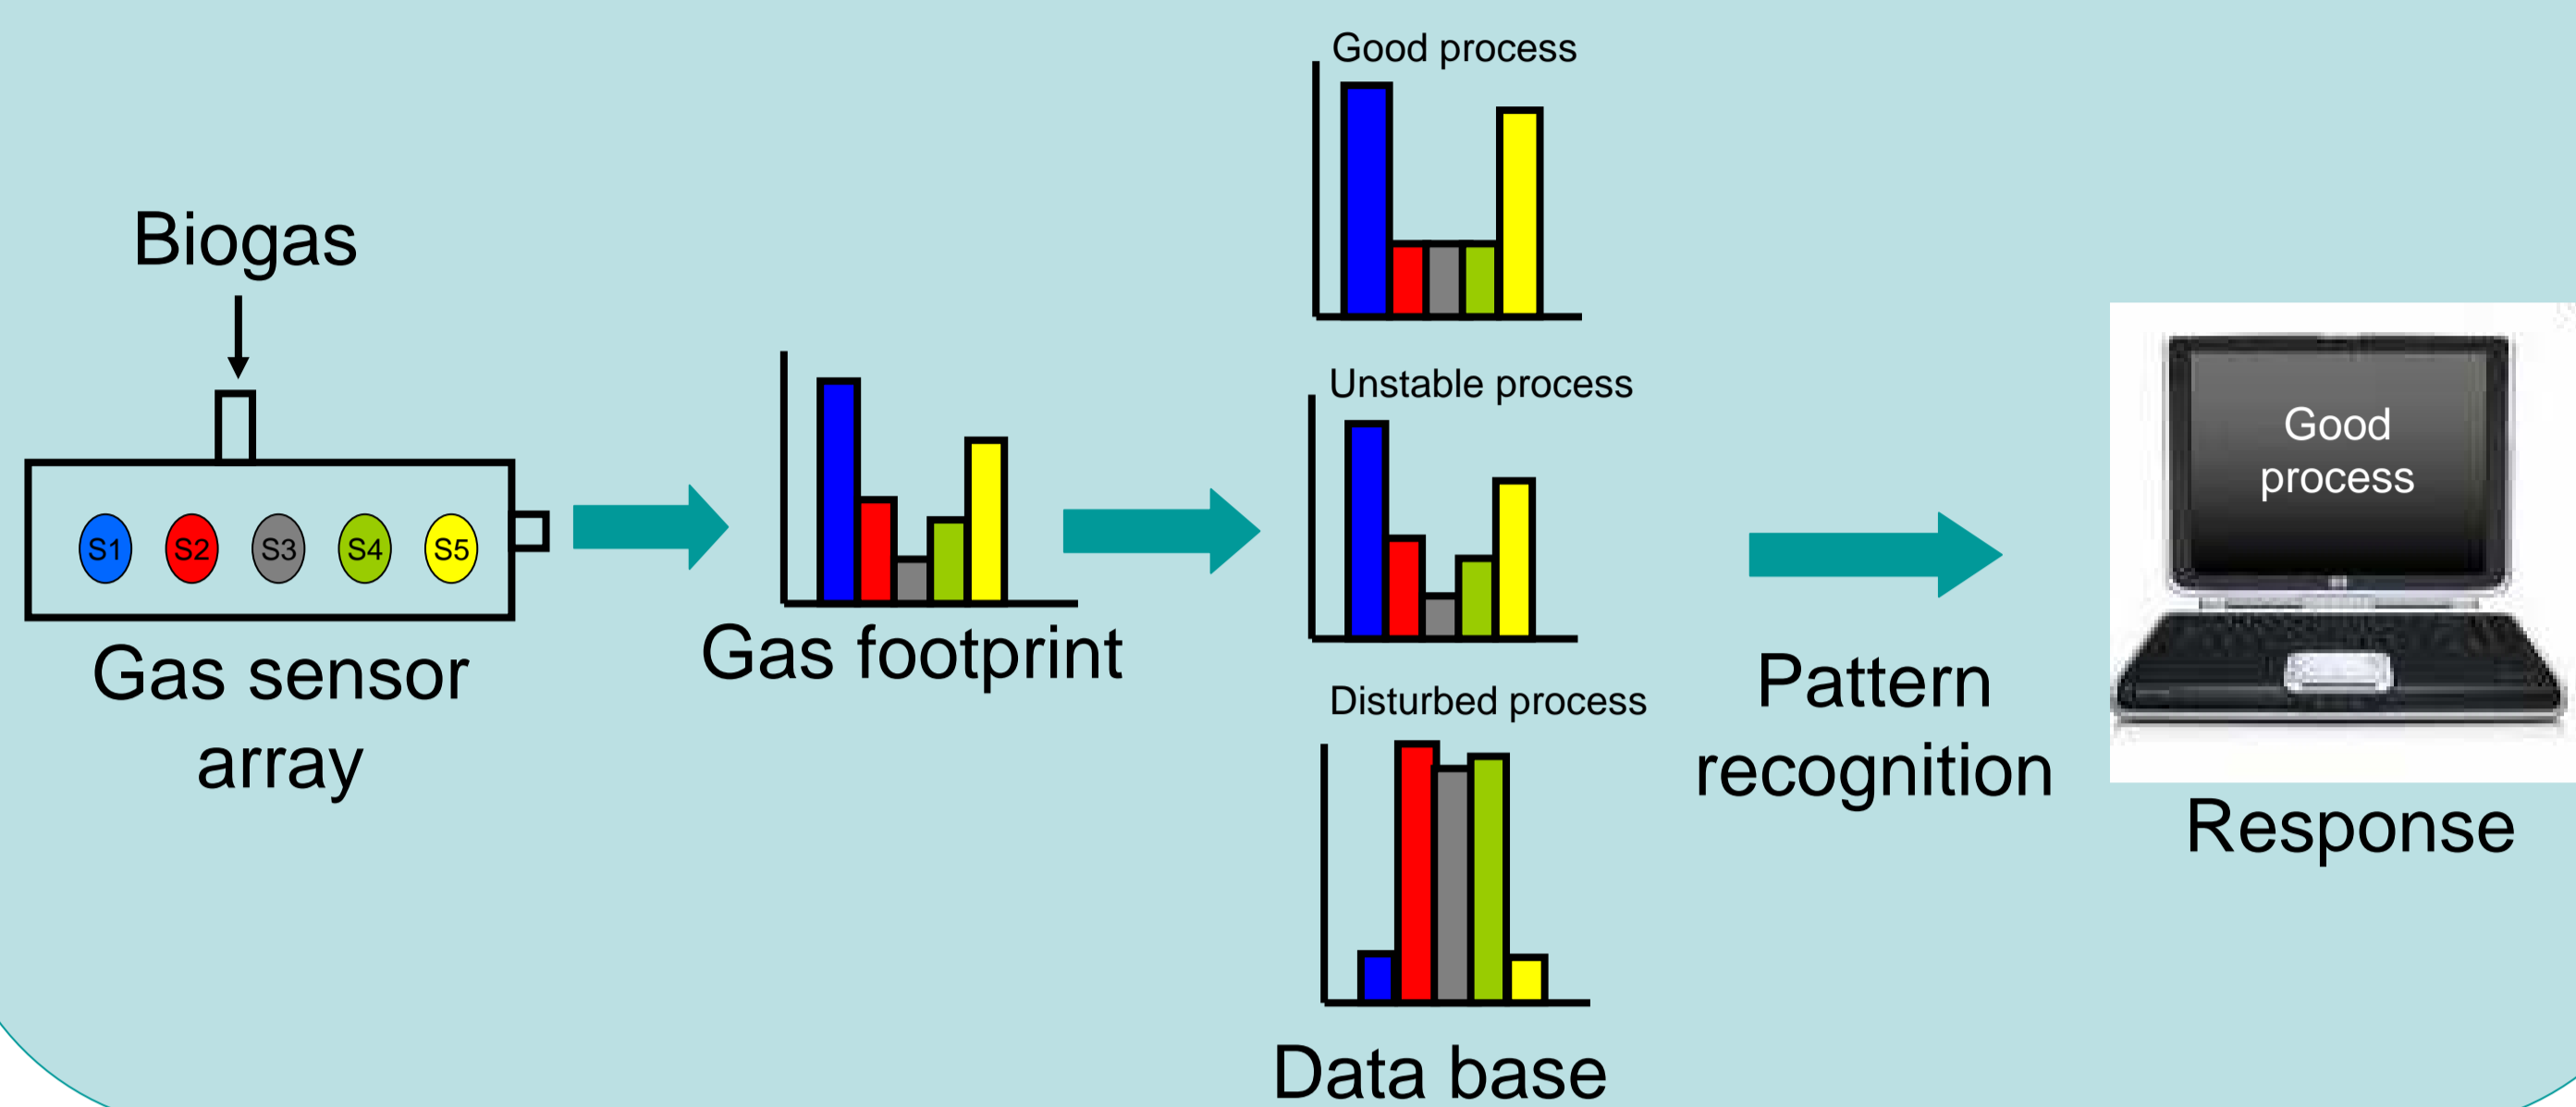 Biogas
S1 S2 S3 S4 S5
Gas sensor
array
Gas footprint
Good process
Unstable process
Disturbed process
Data base
Pattern
recognition
Good
process
Response